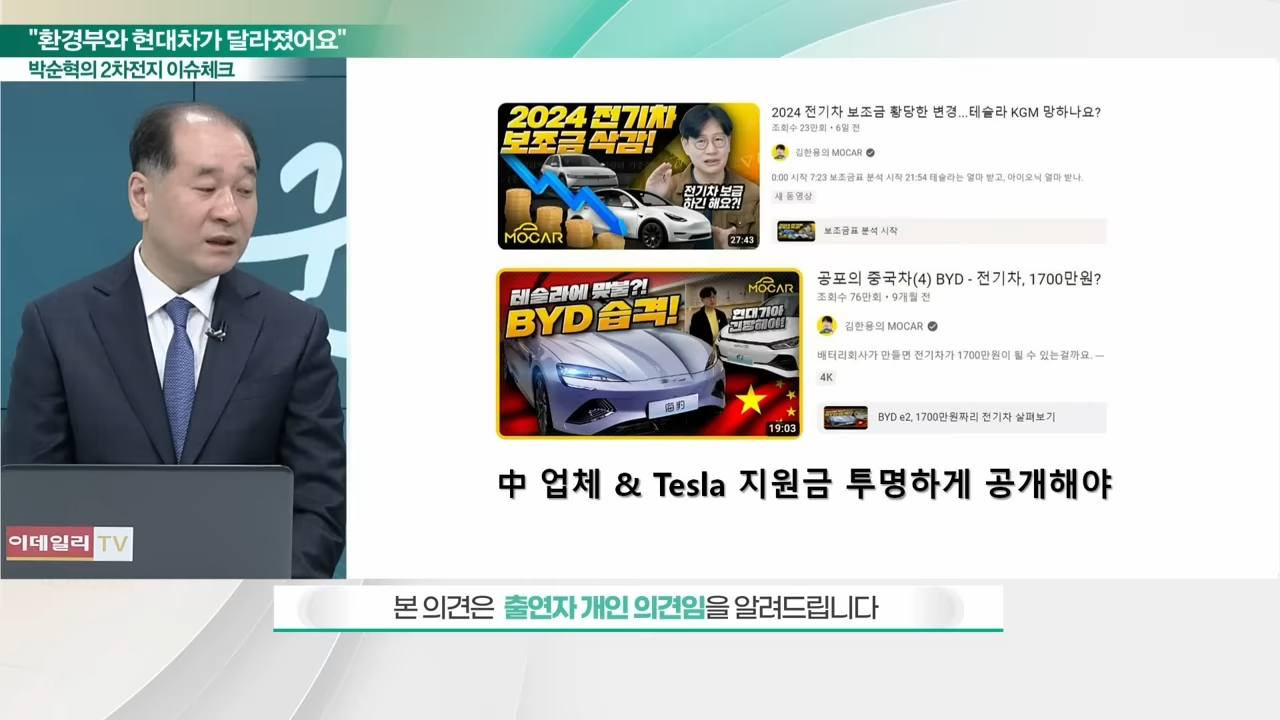 "환경부와 현대차가 달라졌어요"
박순혁의 2차전지 이슈체크
2024 전기차
보조금 삭감!
전기차 보급
하긴 해요?!
MOCAR
27:43
2024 전기차 보조금 황당한 변경...테슬라 KGM 망하나요?
조회수 23만회 • 6일 전
김한용의 MOCAR
0:00 시작 7:23 보조금표 분석 시작 21:54 테슬라는 얼마 받고, 아이오닉 얼마 받나.
새 동영상
보조금표 분석 시작
테슬라에 맞불?!
BYD 습격!
MOCAR
현대기아
긴장해야!
海豹
19:03
공포의 중국차(4) BYD - 전기차, 1700만원?
조회수 76만회 • 9개월 전
김한용의 MOCAR
배터리회사가 만들면 전기차가 1700만원이 될 수 있는걸까요. —
4K
BYD e2, 1700만원짜리 전기차 살펴보기
中 업체 & Tesla 지원금 투명하게 공개해야
이데일리 TV
본 의견은 출연자 개인 의견임을 알려드립니다